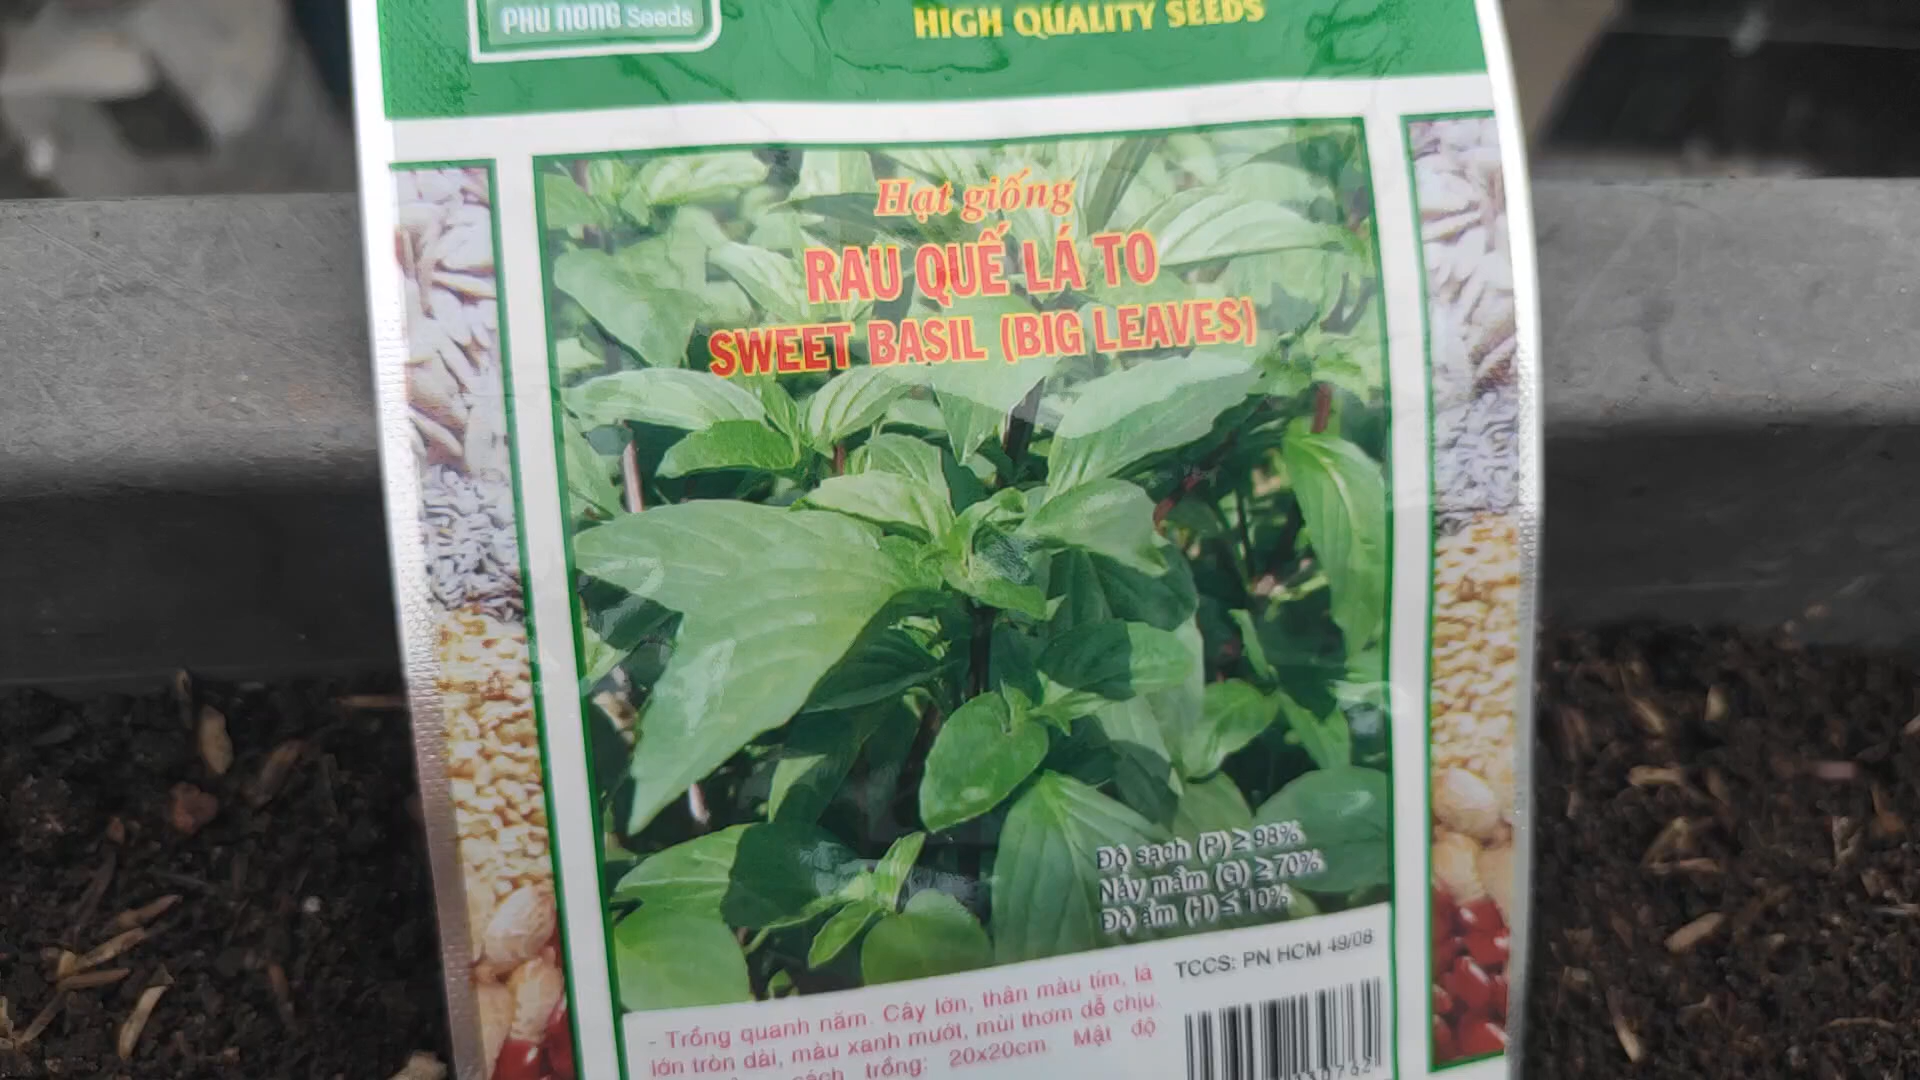 PHU NONG Seeds
HIGH QUALITY SEEDS
Hạt giống
RAU QUẾ LÁ TO
SWEET BASIL (BIG LEAVES)
Độ sạch (P) ≥ 98%
Nảy mầm (G) ≥70%
Độ ẩm (H) ≤ 10%
TCCS: PN HCM 49/08
- Trồng quanh năm. Cây lớn, thân màu tím, lá
lớn tròn dài, màu xanh mướt, mùi thơm dễ chịu.
cách trồng: 20x20cm Mật độ